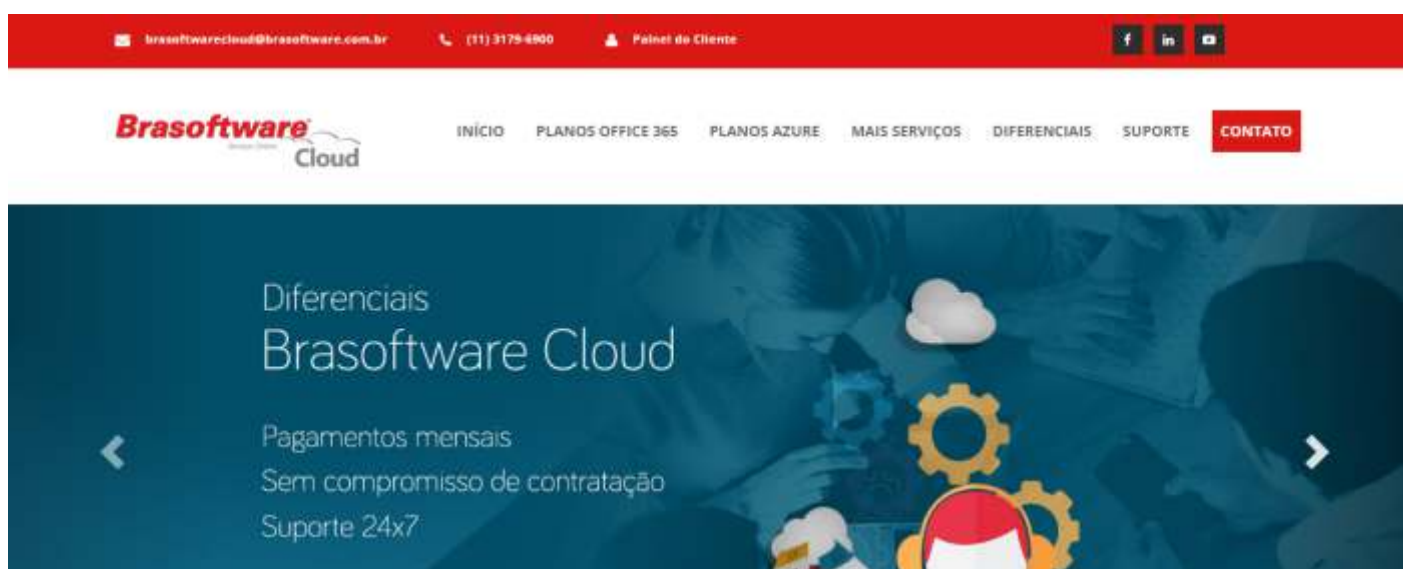 brasoftwarecloud@brasoftware.com.br (11) 3179-6900 Painel do Cliente
Brasoftware
Cloud
INÍCIO PLANOS OFFICE 365 PLANOS AZURE MAIS SERVIÇOS DIFERENCIAIS SUPORTE CONTATO
Diferenciais
Brasoftware Cloud
Pagamentos mensais
Sem compromisso de contratação
Suporte 24x7